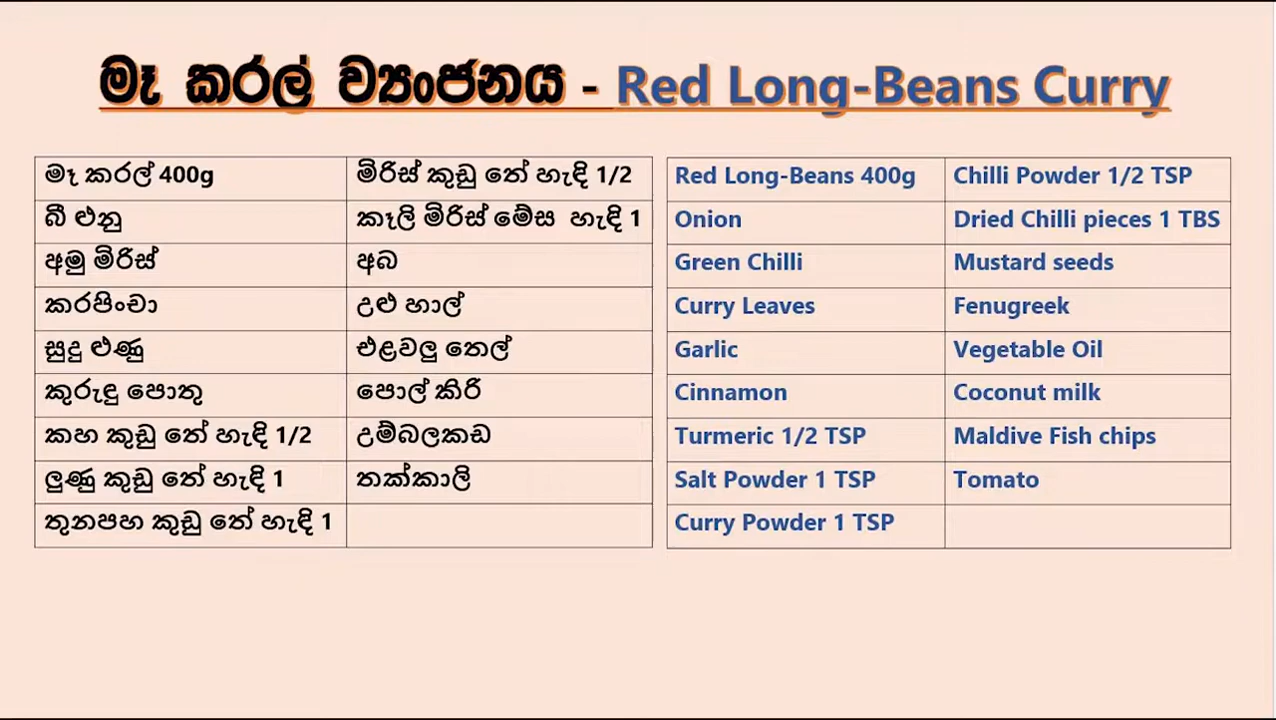 මෑ කරල් ව්‍යංජනය - Red Long-Beans Curry
මෑ කරල් 400g
මිරිස් කුඩු තේ හැඳි 1/2
බී ළූනු
කෑලි මිරිස් මේස හැඳි 1
අමු මිරිස්
අබ
කරපිංචා
උළු හාල්
සුදු ළූණු
එළවලු තෙල්
කුරුඳු පොතු
පොල් කිරි
කහ කුඩු තේ හැඳි 1/2
උම්බලකඩ
ලුණු කුඩු තේ හැඳි 1
තක්කාලි
තුනපහ කුඩු තේ හැඳි 1
Red Long-Beans 400g
Chilli Powder 1/2 TSP
Onion
Dried Chilli pieces 1 TBS
Green Chilli
Mustard seeds
Curry Leaves
Fenugreek
Garlic
Vegetable Oil
Cinnamon
Coconut milk
Turmeric 1/2 TSP
Maldive Fish chips
Salt Powder 1 TSP
Tomato
Curry Powder 1 TSP